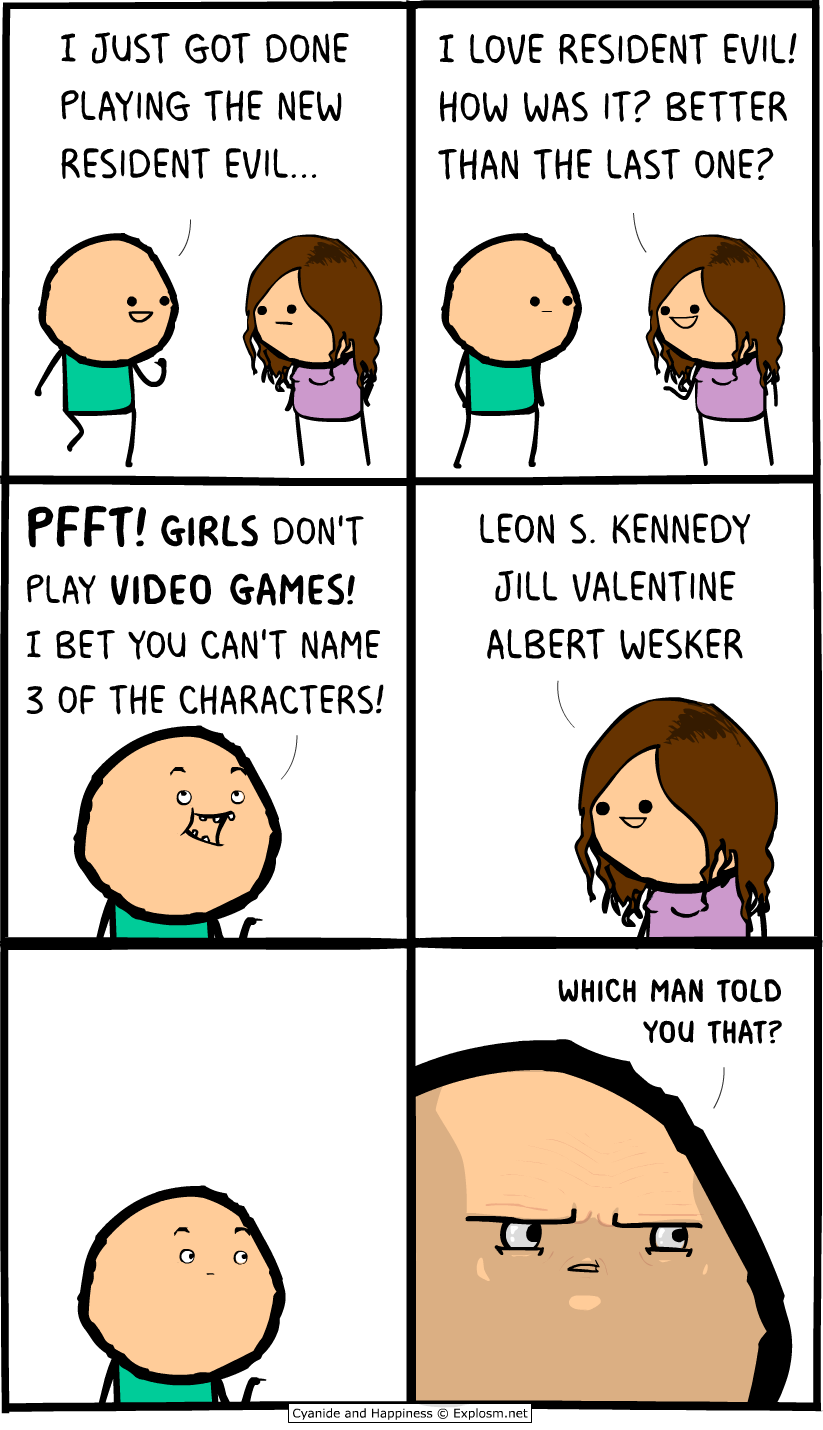 I JUST GOT DONE
PLAYING THE NEW
RESIDENT EVIL...
I LOVE RESIDENT EVIL!
HOW WAS IT? BETTER
THAN THE LAST ONE?
PFFT! GIRLS DON'T
PLAY VIDEO GAMES!
I BET YOU CAN'T NAME
3 OF THE CHARACTERS!
LEON S. KENNEDY
JILL VALENTINE
ALBERT WESKER
WHICH MAN TOLD
YOU THAT?
Cyanide and Happiness © Explosm.net